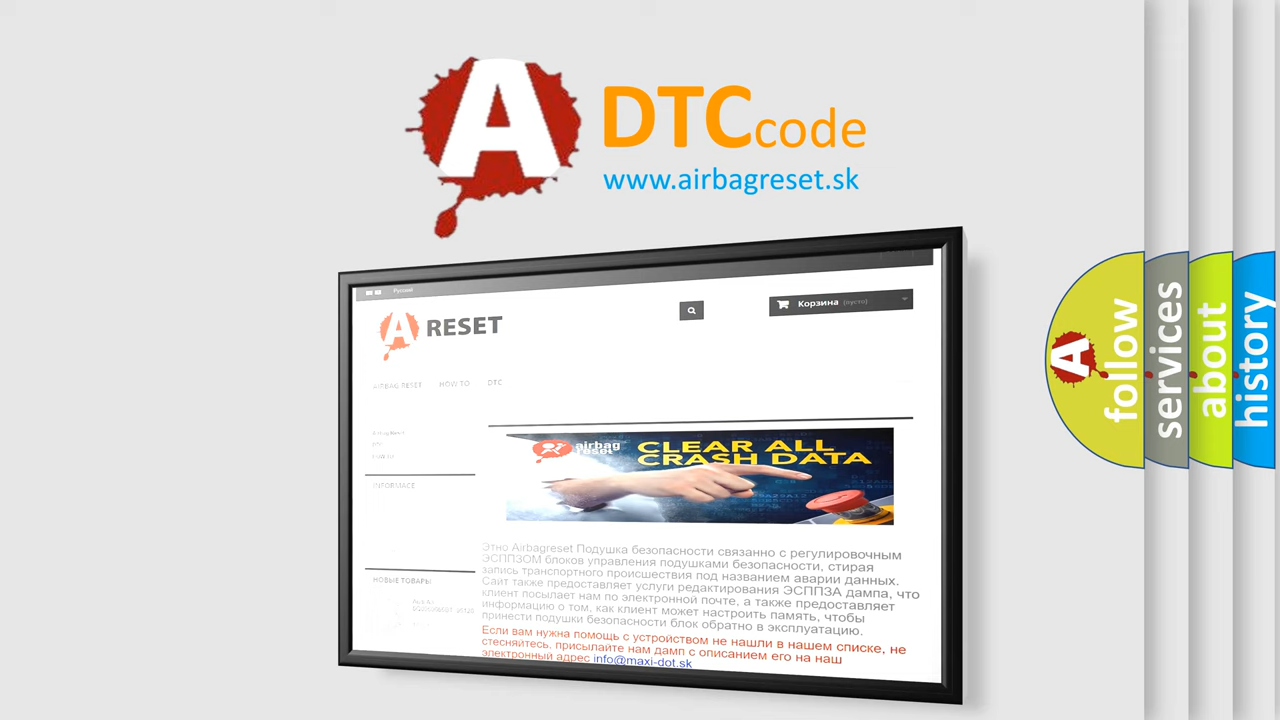 A DTCcode
www.airbagreset.sk
Русский
A RESET
Корзина (пусто)
AIRBAG RESET HOW TO DTC
INFORMACE
airbag
reset
CLEAR ALL
CRASH DATA
Этно Airbagreset Подушка безопасности связанно с регулировочным
ЭСППЗОМ блоков управления подушками безопасности, стирая
запись транспортного происшествия под названием аварии данных.
Сайт также предоставляет услуги редактирования ЭСППЗА дампа, что
клиент посылает нам по электронной почте, а также предоставляет
информацию о том, как клиент может настроить память, чтобы
принести подушки безопасности блок обратно в эксплуатацию.
Если вам нужна помощь с устройством не нашли в нашем списке, не
стесняйтесь, присылайте нам дамп с описанием его на наш
электронный адрес info@maxi-dot.sk
НОВЫЕ ТОВАРЫ
A
follow
services
about
history